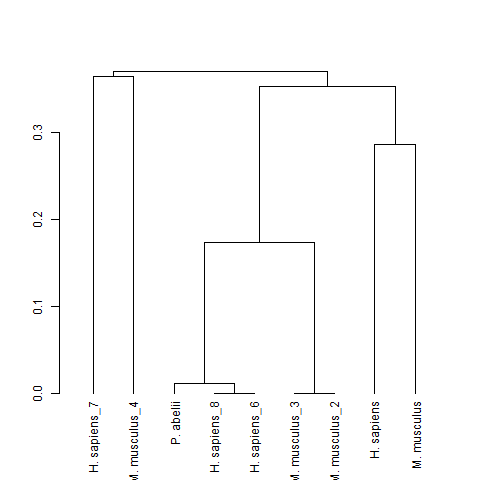 0.3
0.2
0.1
0.0
H. sapiens_7
M. musculus_4
P. abelii
H. sapiens_8
H. sapiens_6
M. musculus_3
M. musculus_2
H. sapiens
M. musculus